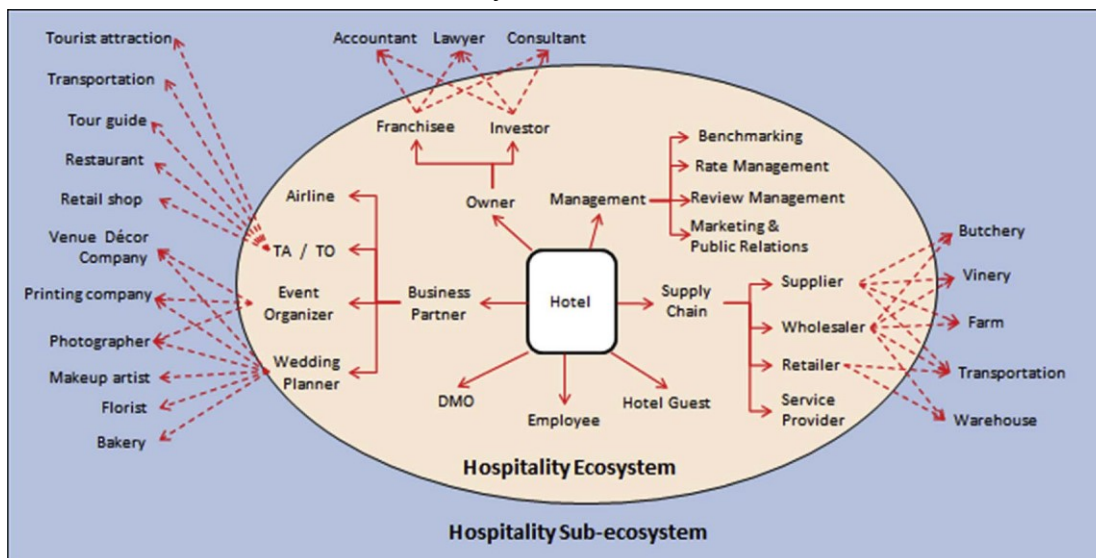 Tourist attraction
Transportation
Tour guide
Restaurant
Retail shop
Venue Décor
Company
Printing company
Photographer
Makeup artist
Florist
Bakery
Accountant
Lawyer
Consultant
Franchisee
Investor
Owner
Management
Benchmarking
Rate Management
Review Management
Marketing &
Public Relations
Airline
TA / TO
Event
Organizer
Wedding
Planner
Business
Partner
Hotel
Supply
Chain
Supplier
Wholesaler
Retailer
Service
Provider
DMO
Employee
Hotel Guest
Butchery
Vinery
Farm
Transportation
Warehouse
Hospitality Ecosystem
Hospitality Sub-ecosystem